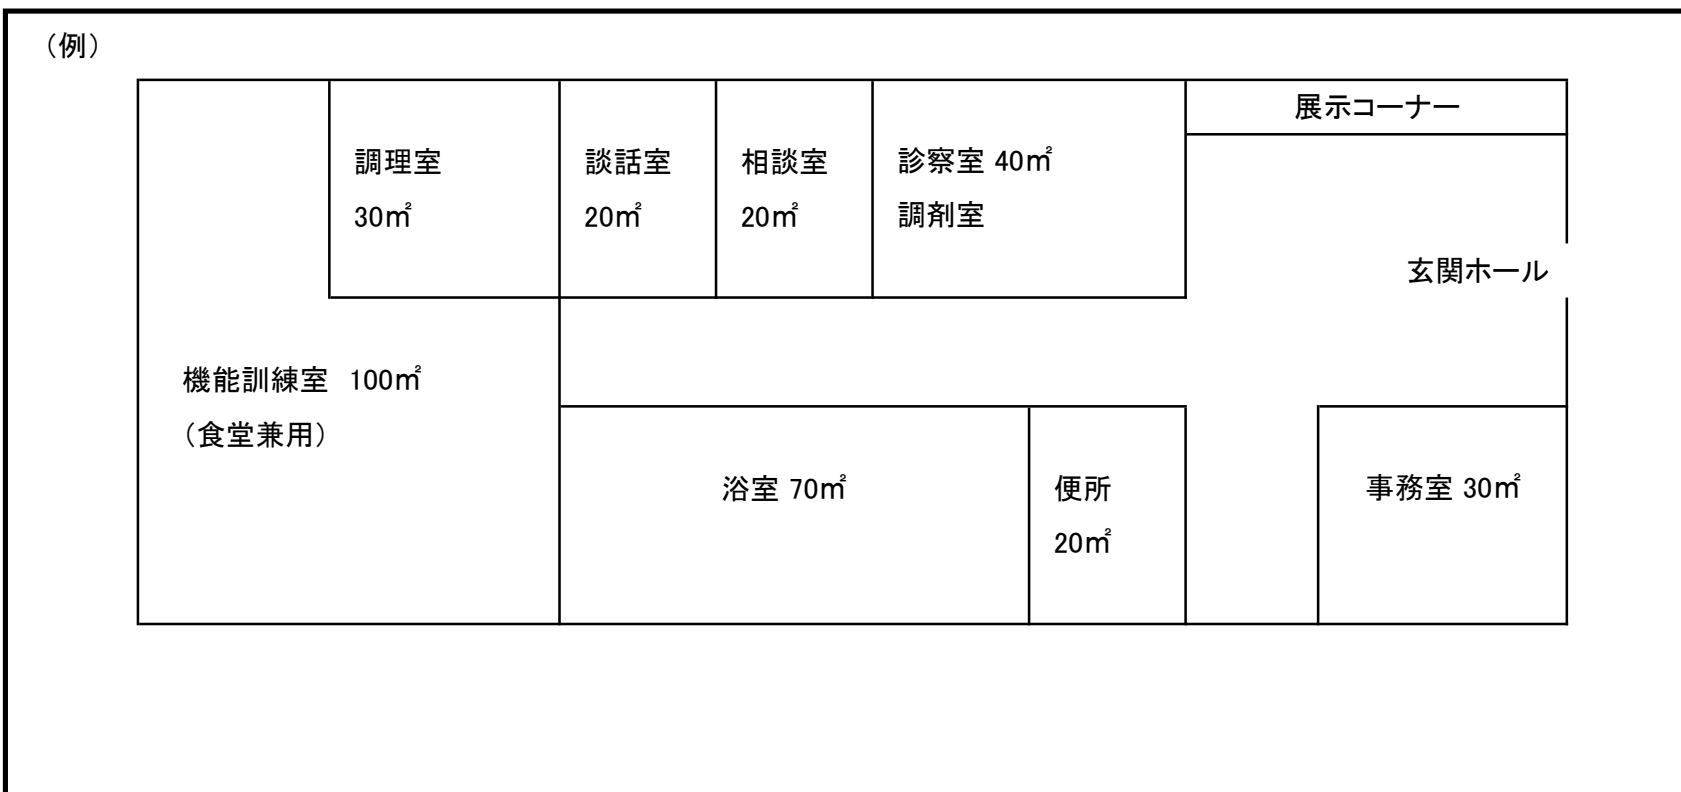 （例）
展示コーナー
調理室
30㎡
談話室
20㎡
相談室
20㎡
診察室 40㎡
調剤室
玄関ホール
機能訓練室 100㎡
（食堂兼用）
浴室 70㎡
便所
20㎡
事務室 30㎡